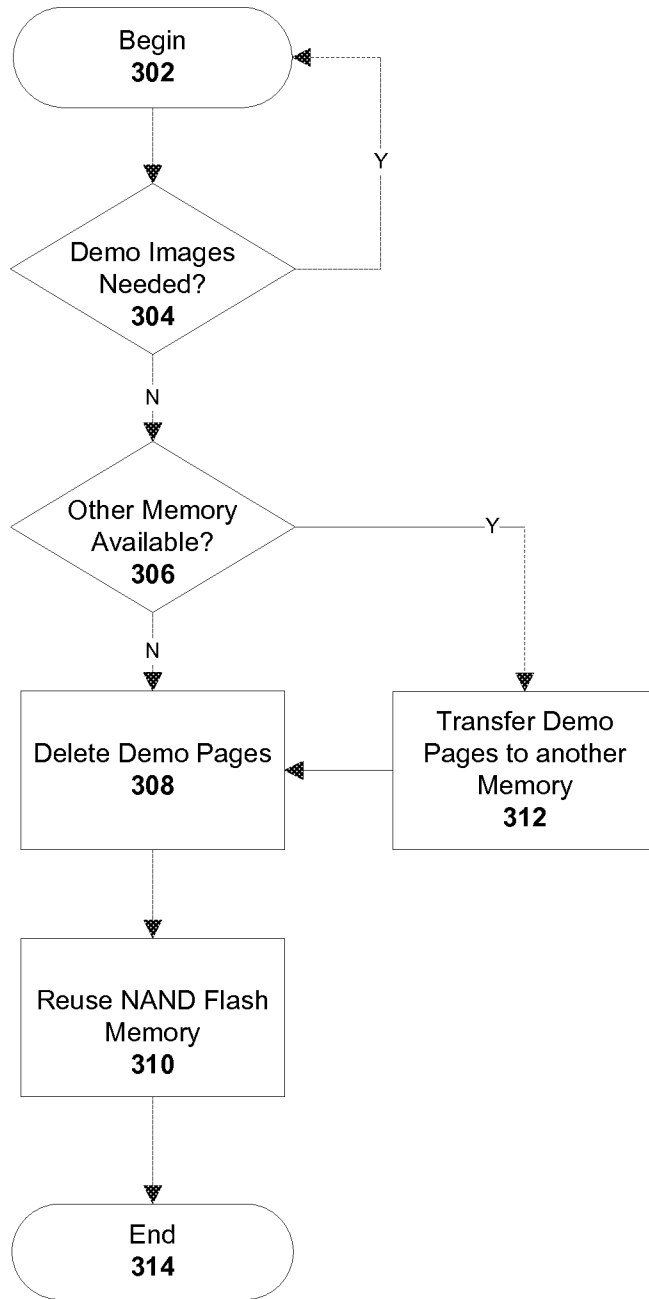 Begin
302
Y
Demo Images
Needed?
304
N
Other Memory
Available?
306
Y
N
Delete Demo Pages
308
Transfer Demo
Pages to another
Memory
312
Reuse NAND Flash
Memory
310
End
314